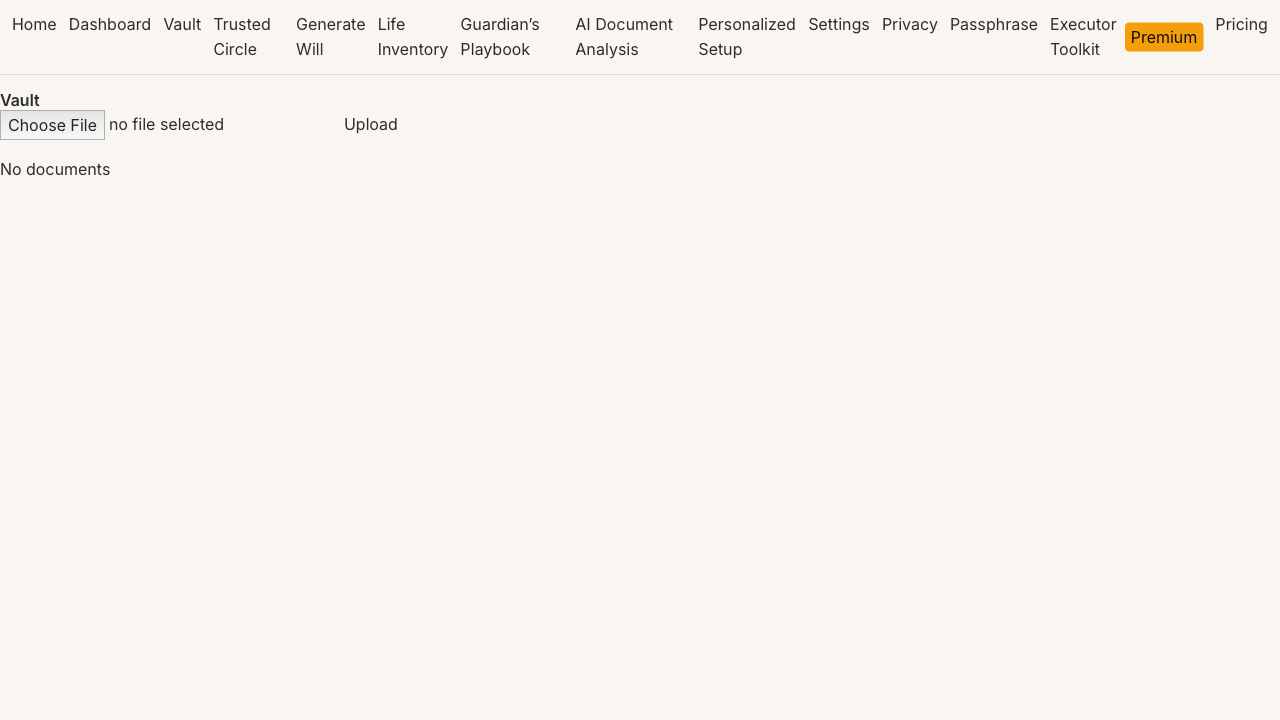 Home Dashboard Vault Trusted Circle Generate Will Life Inventory Guardian’s Playbook AI Document Analysis Personalized Setup Settings Privacy Passphrase Executor Toolkit Premium Pricing
Vault
Choose File no file selected Upload
No documents